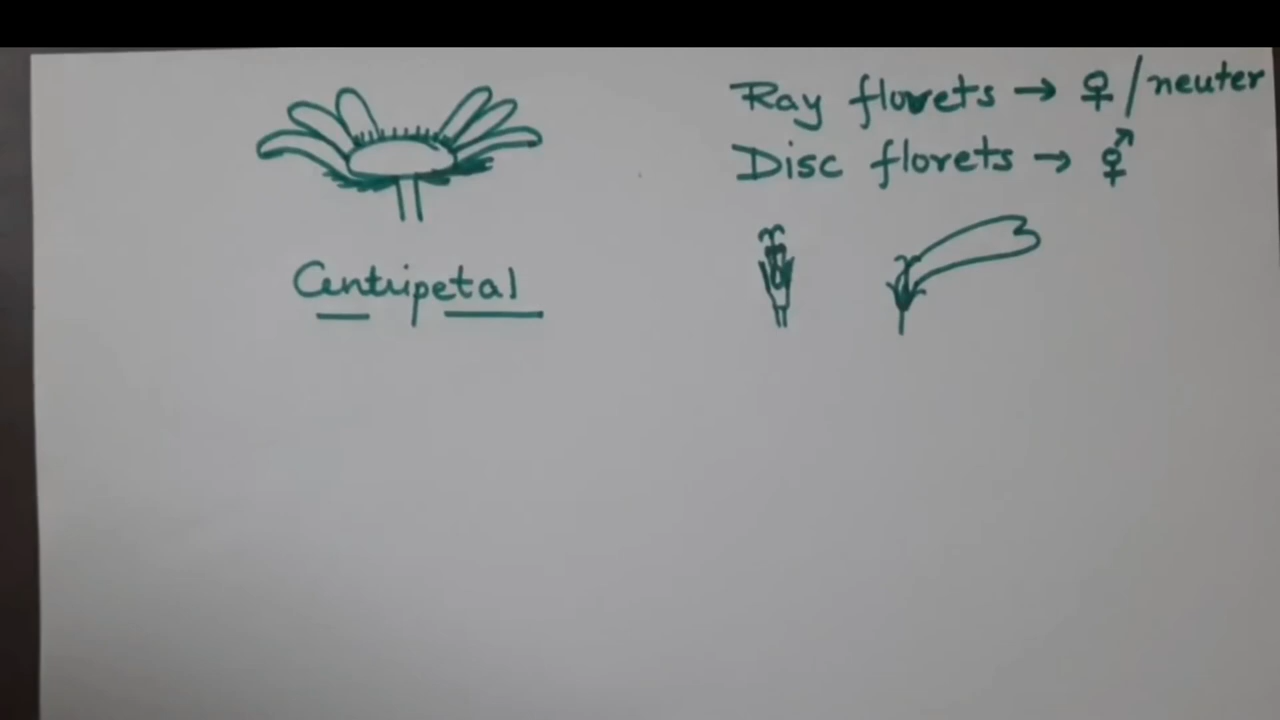 Ray florets → ♀/neuter
Disc florets → ⚥
Centripetal